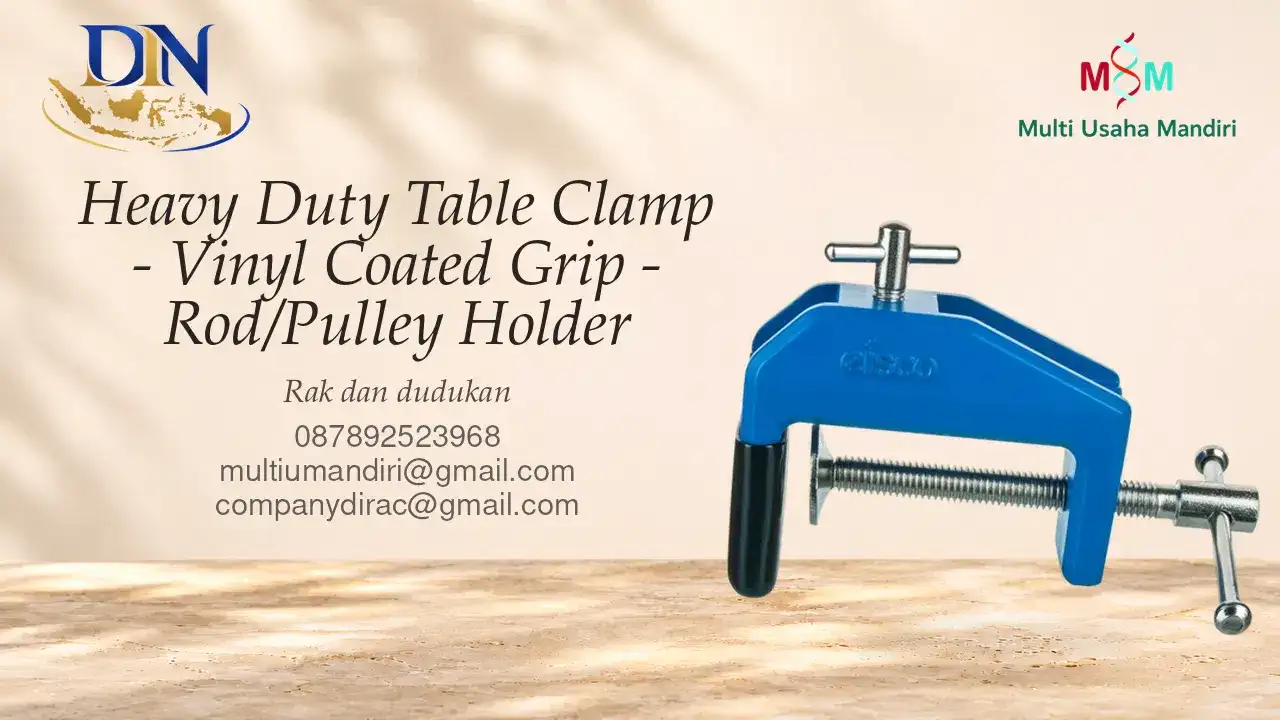 DN
M M
Multi Usaha Mandiri
Heavy Duty Table Clamp
- Vinyl Coated Grip -
Rod/Pulley Holder
Rak dan dudukan
087892523968
multiumandiri@gmail.com
companydirac@gmail.com
eisco